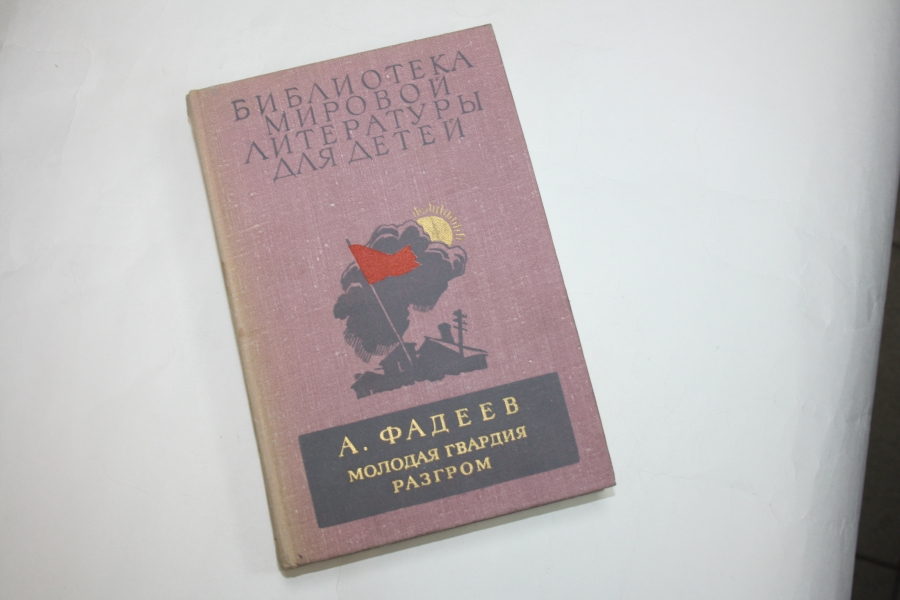 БИБЛИОТЕКА
МИРОВОЙ
ЛИТЕРАТУРЫ
ДЛЯ ДЕТЕЙ
А. ФАДЕЕВ
МОЛОДАЯ ГВАРДИЯ
РАЗГРОМ